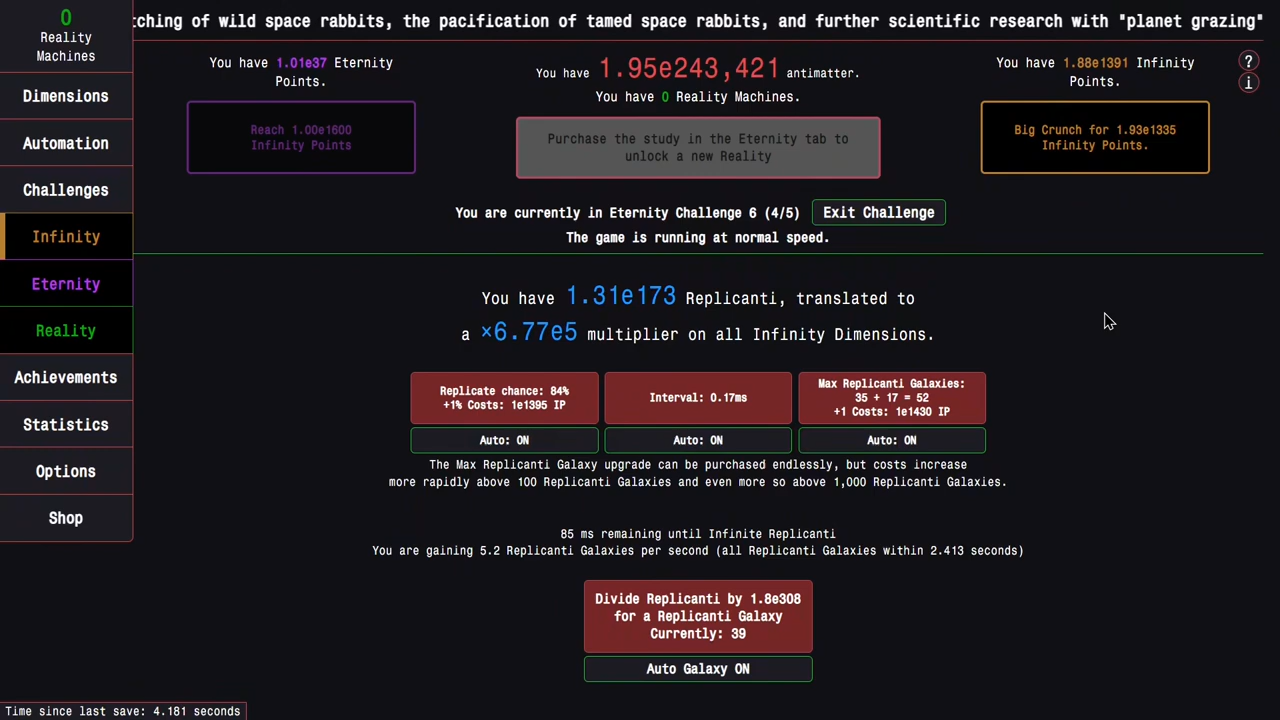 tching of wild space rabbits, the pacification of tamed space rabbits, and further scientific research with "planet grazing"
0
Reality
Machines
Dimensions
Automation
Challenges
Infinity
Eternity
Reality
Achievements
Statistics
Options
Shop
You have 1.01e37 Eternity
Points.
Reach 1.00e1600
Infinity Points
You have 1.95e243,421 antimatter.
You have 0 Reality Machines.
Purchase the study in the Eternity tab to
unlock a new Reality
You have 1.88e1391 Infinity
Points.
Big Crunch for 1.93e1335
Infinity Points.
?
i
You are currently in Eternity Challenge 6 (4/5) Exit Challenge
The game is running at normal speed.
You have 1.31e173 Replicanti, translated to
a ×6.77e5 multiplier on all Infinity Dimensions.
Replicate chance: 84%
+1% Costs: 1e1395 IP
Auto: ON
Interval: 0.17ms
Auto: ON
Max Replicanti Galaxies:
35 + 17 = 52
+1 Costs: 1e1430 IP
Auto: ON
The Max Replicanti Galaxy upgrade can be purchased endlessly, but costs increase
more rapidly above 100 Replicanti Galaxies and even more so above 1,000 Replicanti Galaxies.
85 ms remaining until Infinite Replicanti
You are gaining 5.2 Replicanti Galaxies per second (all Replicanti Galaxies within 2.413 seconds)
Divide Replicanti by 1.8e308
for a Replicanti Galaxy
Currently: 39
Auto Galaxy ON
Time since last save: 4.181 seconds